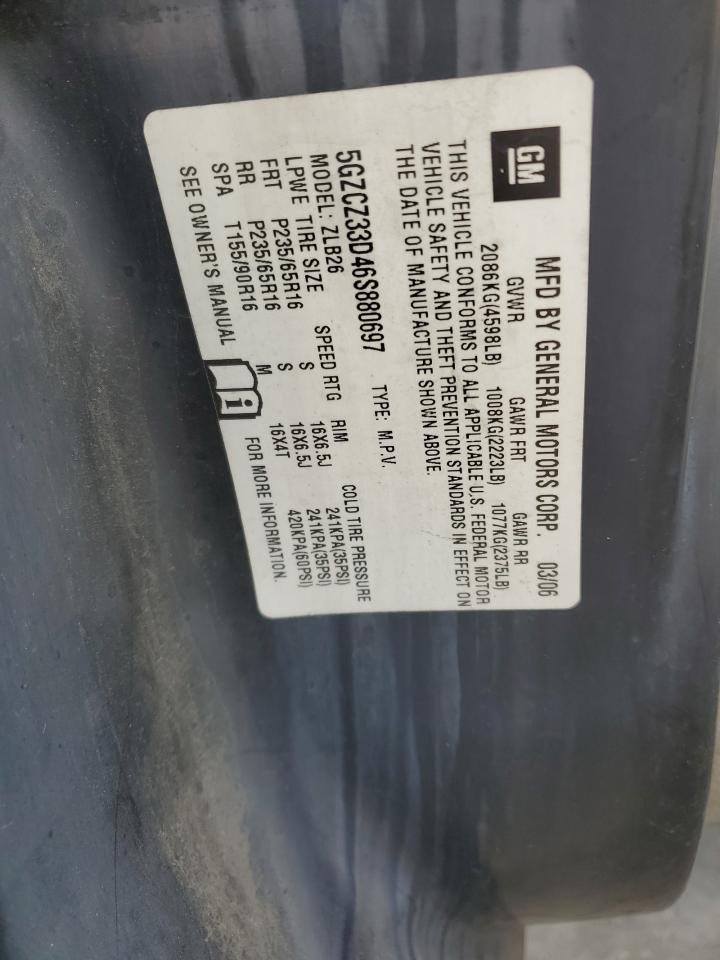 GM
MFD BY GENERAL MOTORS CORP. 03/06
GVWR GAWR FRT GAWR RR
2086KG(4598LB) 1008KG(2223LB) 1077KG(2375LB)
THIS VEHICLE CONFORMS TO ALL APPLICABLE U.S. FEDERAL MOTOR
VEHICLE SAFETY AND THEFT PREVENTION STANDARDS IN EFFECT ON
THE DATE OF MANUFACTURE SHOWN ABOVE.
5GZCZ33D46S880697 TYPE: M.P.V.
MODEL: ZLB26
LPWE TIRE SIZE SPEED RTG RIM COLD TIRE PRESSURE
FRT P235/65R16 S 16X6.5J 241KPA(35PSI)
RR P235/65R16 S 16X6.5J 241KPA(35PSI)
SPA T155/90R16 M 16X4T 420KPA(60PSI)
SEE OWNER'S MANUAL i FOR MORE INFORMATION.